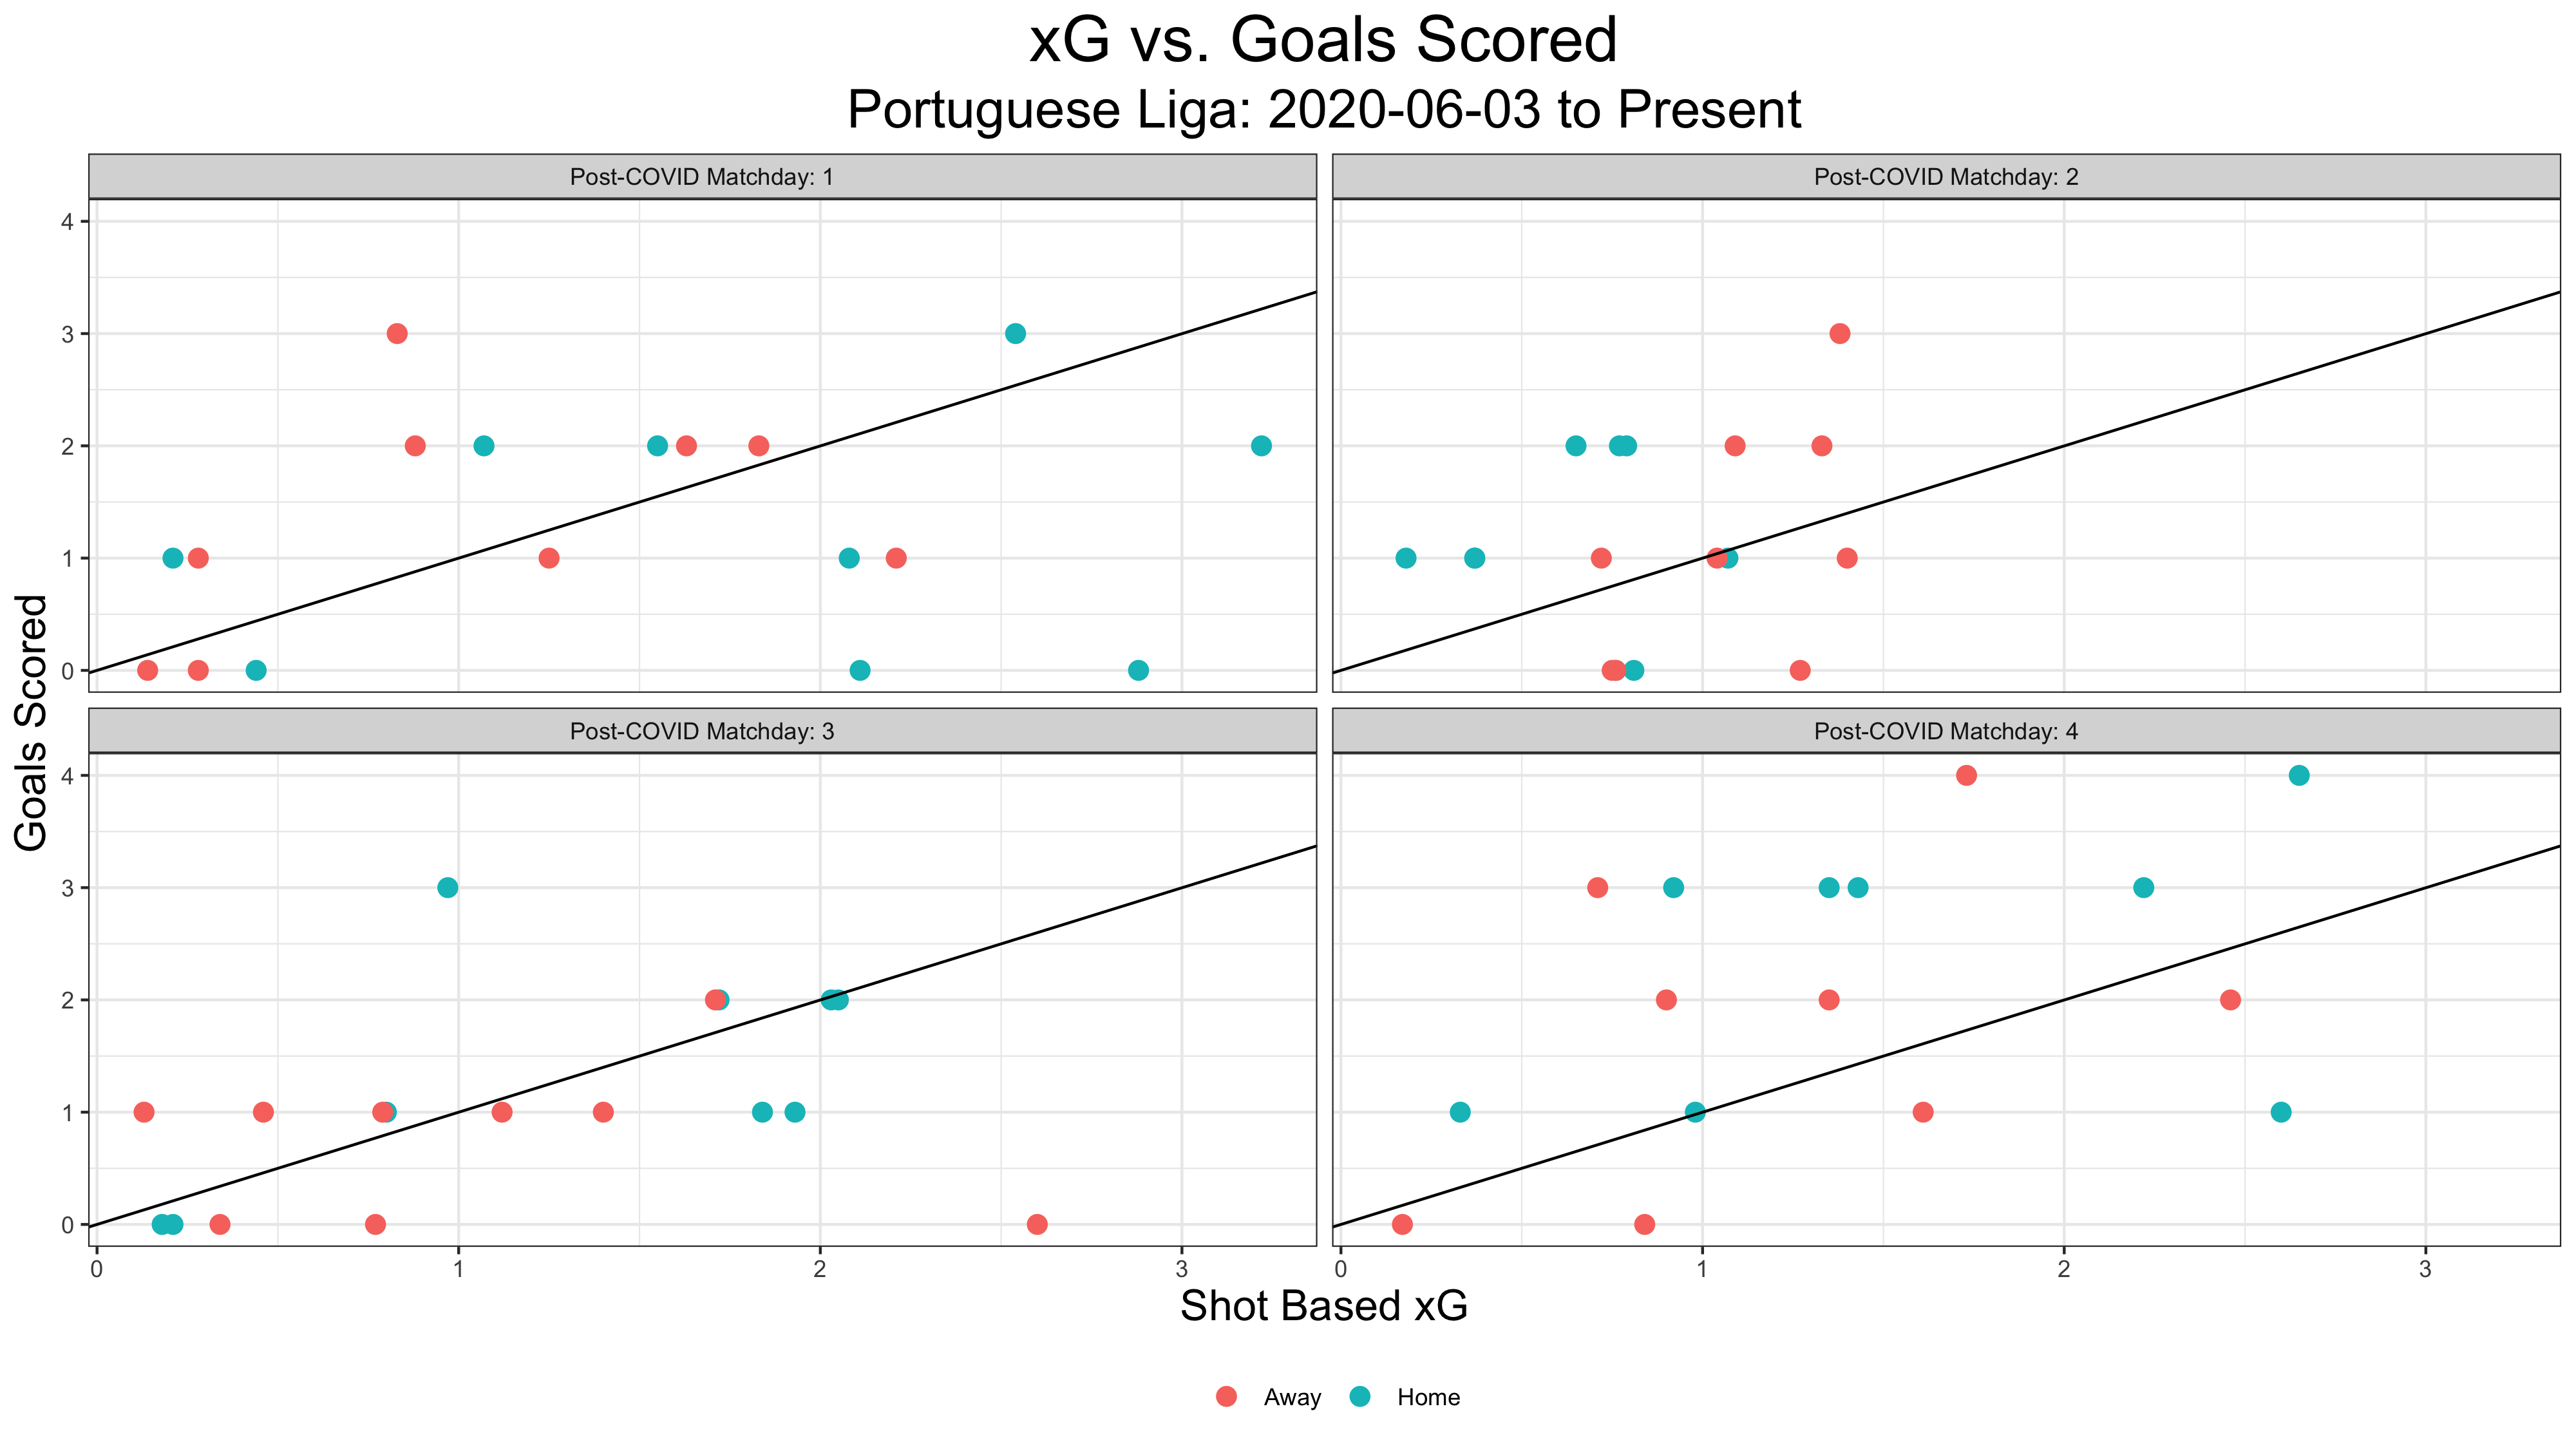 xG vs. Goals Scored
Portuguese Liga: 2020-06-03 to Present
Post-COVID Matchday: 1
Post-COVID Matchday: 2
4
3
2
1
0
Goals Scored
Post-COVID Matchday: 3
Post-COVID Matchday: 4
4
3
2
1
0
0 1 2 3 0 1 2 3
Shot Based xG
Away Home